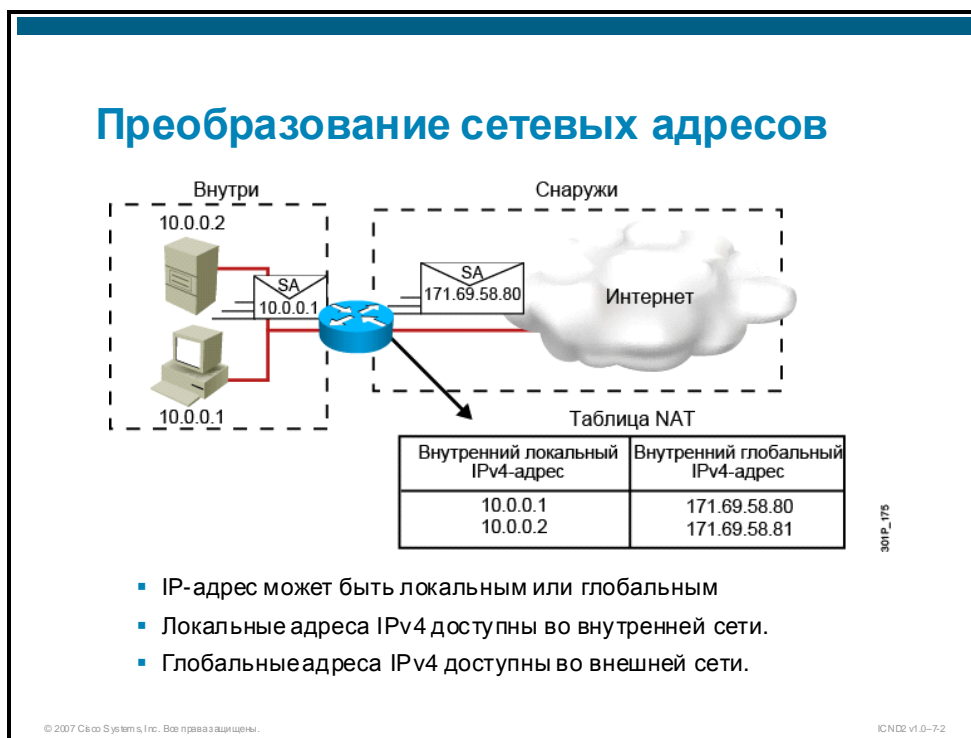 Преобразование сетевых адресов
Внутри
Снаружи
10.0.0.2
SA
10.0.0.1
SA
171.69.58.80
Интернет
10.0.0.1
Таблица NAT
Внутренний локальный IPv4-адрес
Внутренний глобальный IPv4-адрес
10.0.0.1
171.69.58.80
10.0.0.2
171.69.58.81
301P_175
IP-адрес может быть локальным или глобальным
Локальные адреса IPv4 доступны во внутренней сети.
Глобальные адреса IPv4 доступны во внешней сети.
© 2007 Cisco Systems, Inc. Все права защищены.
ICND2 v1.0–7-2